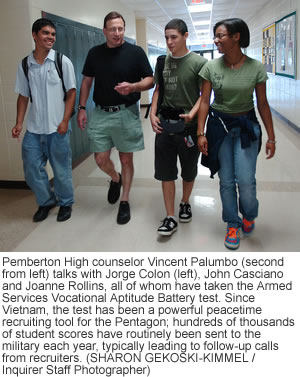 Pemberton High counselor Vincent Palumbo (second
from left) talks with Jorge Colon (left), John Casciano
and Joanne Rollins, all of whom have taken the Armed
Services Vocational Aptitude Battery test. Since
Vietnam, the test has been a powerful peacetime
recruiting tool for the Pentagon; hundreds of thousands
of student scores have routinely been sent to the
military each year, typically leading to follow-up calls
from recruiters. (SHARON GEKOSKI-KIMMEL /
Inquirer Staff Photographer)